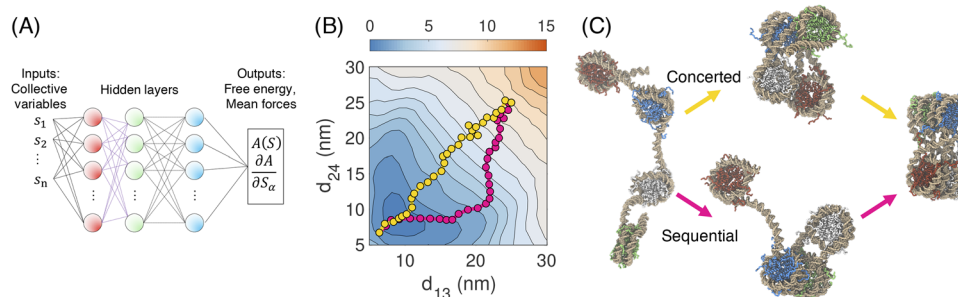 (A)
Inputs:
Collective
variables
Hidden layers
Outputs:
Free energy,
Mean forces
s₁
s₂
⋮
sₙ
⋮
⋮
⋮
A(S)
∂A
∂Sα
(B)
0 5 10 15
30
25
20
15
10
5
d₂₄ (nm)
10 20 30
d₁₃ (nm)
(C)
Concerted
Sequential